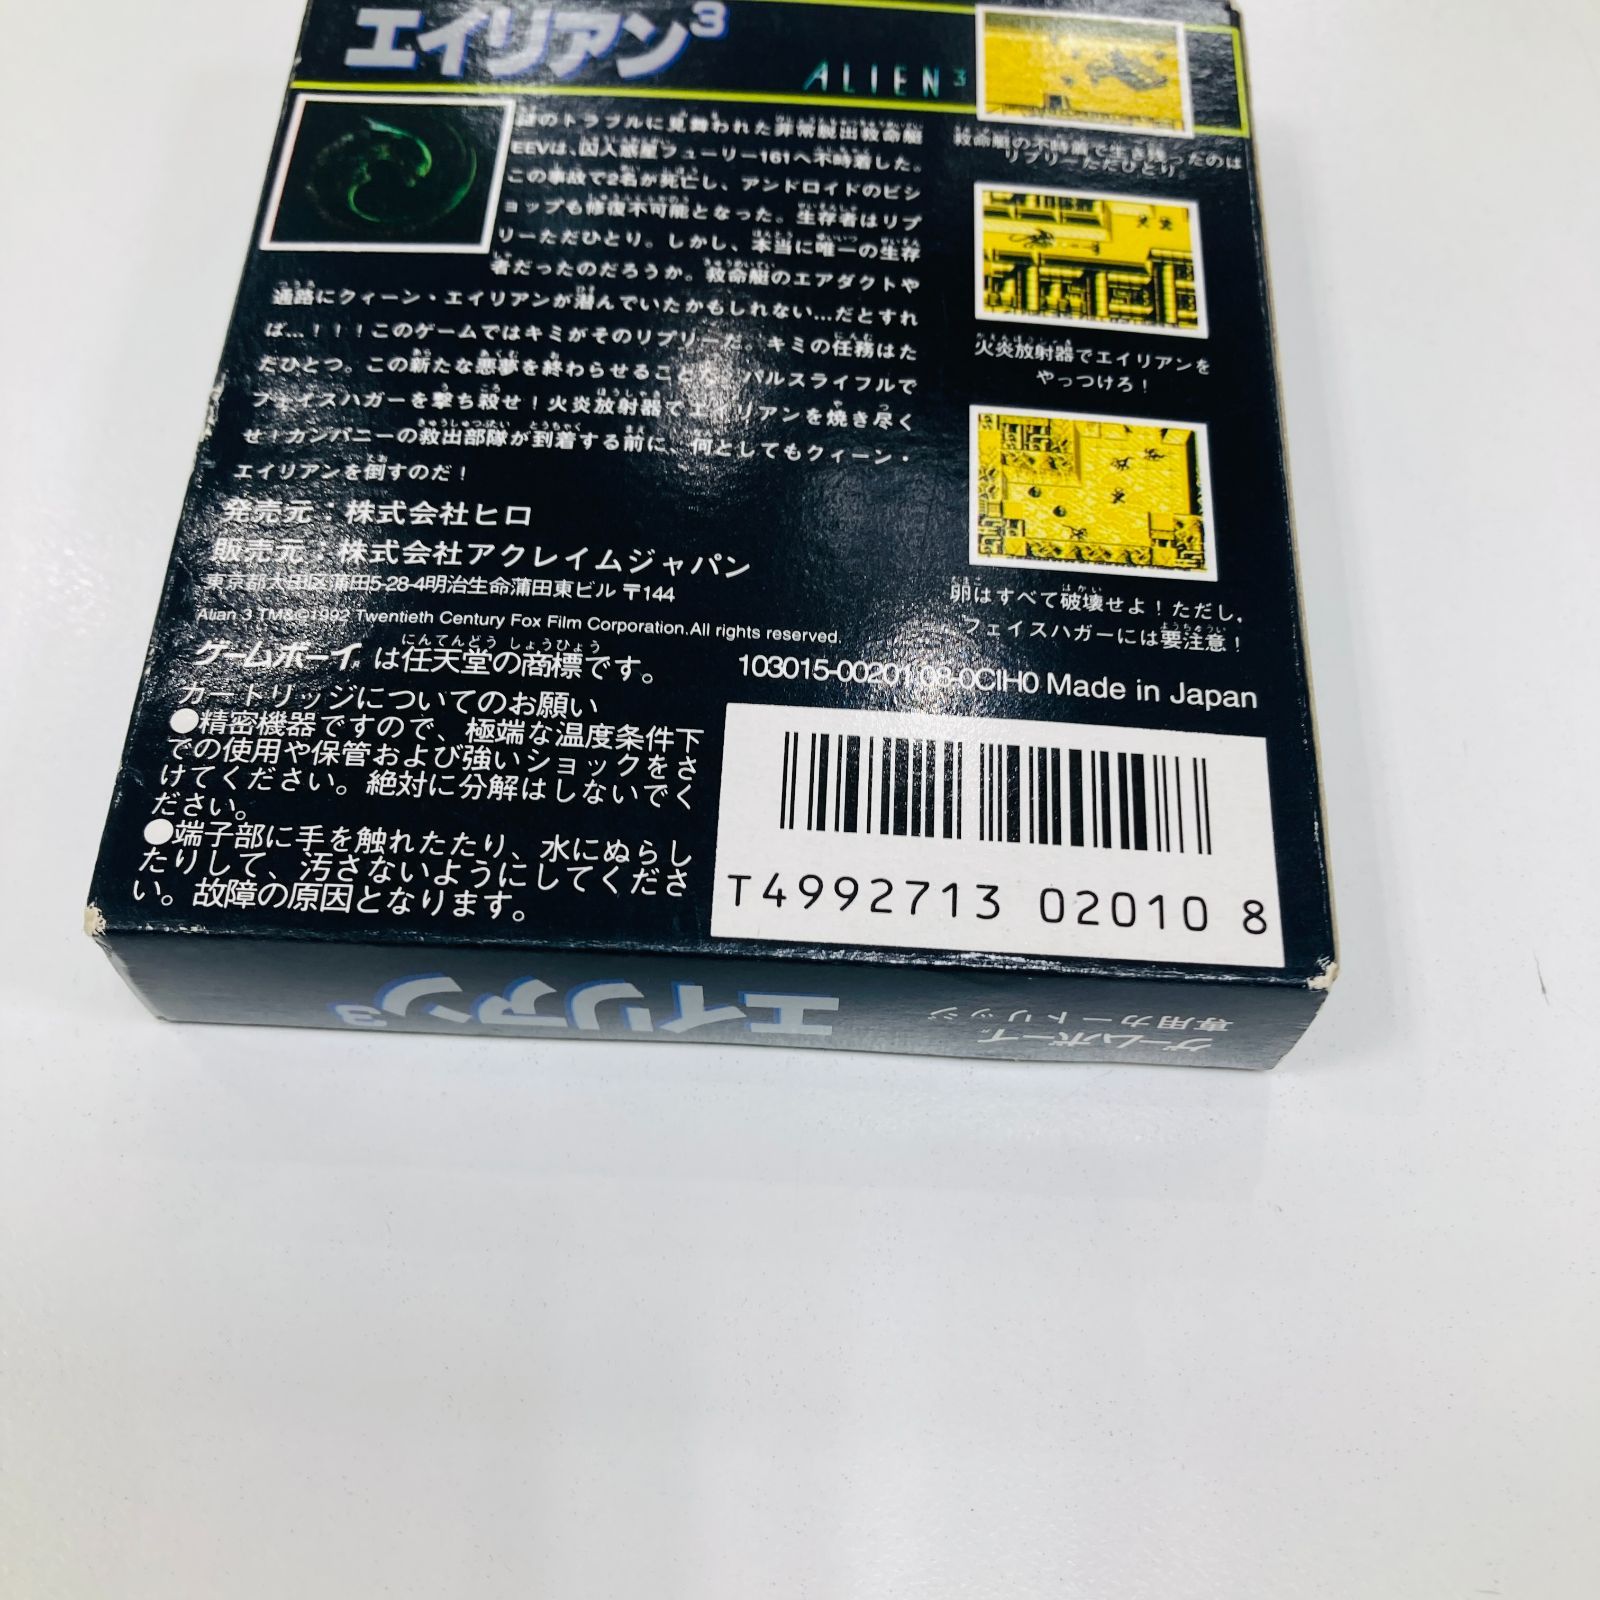 エイリアン3
ALIEN3
謎のトラブルに見舞われた非常脱出救命艇
EEVは、囚人惑星フューリー161へ不時着した。
この事故で2名が死亡し、アンドロイドのビシ
ョップも修復不可能となった。生存者はリプ
リーただひとり。しかし、本当に唯一の生存
者だったのだろうか。救命艇のエアダクトや
通路にクィーン・エイリアンが潜んでいたかもしれない…だとすれ
ば…!!!このゲームではキミがそのリプリーだ。キミの任務はた
だひとつ。この新たな悪夢を終わらせることだ。パルスライフルで
フェイスハガーを撃ち殺せ!火炎放射器でエイリアンを焼き尽く
せ!カンパニーの救出部隊が到着する前に、何としてもクィーン・
エイリアンを倒すのだ!
救命艇の不時着で生き残ったのは
リプリーただひとり。
火炎放射器でエイリアンを
やっつけろ!
卵はすべて破壊せよ!ただし、
フェイスハガーには要注意!
発売元:株式会社ヒロ
販売元:株式会社アクレイムジャパン
東京都大田区蒲田5-28-4明治生命蒲田東ビル 〒144
Alian 3 TM&©1992 Twentieth Century Fox Film Corporation.All rights reserved.
ゲームボーイ は任天堂の商標です。
103015-00201 08-0CIH0 Made in Japan
カートリッジについてのお願い
●精密機器ですので、極端な温度条件下
での使用や保管および強いショックをさ
けてください。絶対に分解はしないでく
ださい。
●端子部に手を触れたたり、水にぬらし
たりして、汚さないようにしてくださ
い。故障の原因となります。
T4992713 02010 8
エイリアン3
ゲームボーイ
専用カートリッジ